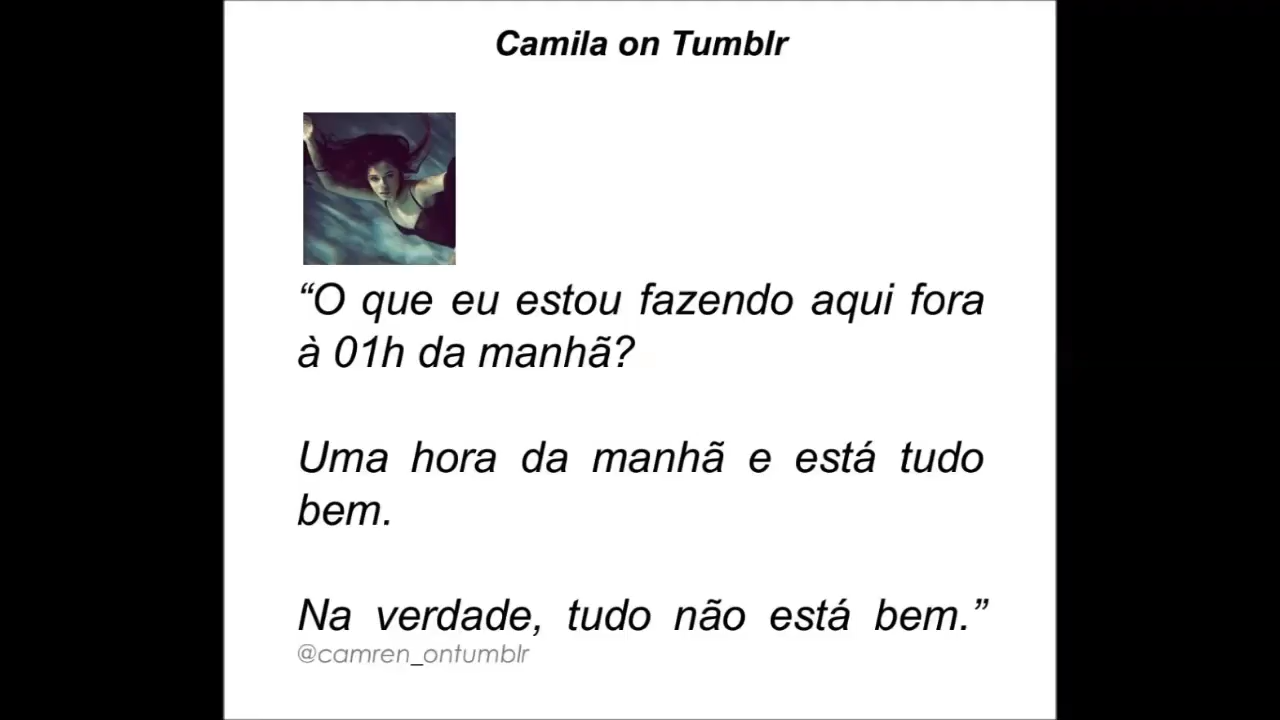 Camila on Tumblr
“O que eu estou fazendo aqui fora
à 01h da manhã?
Uma hora da manhã e está tudo
bem.
Na verdade, tudo não está bem.”
@camren_ontumblr